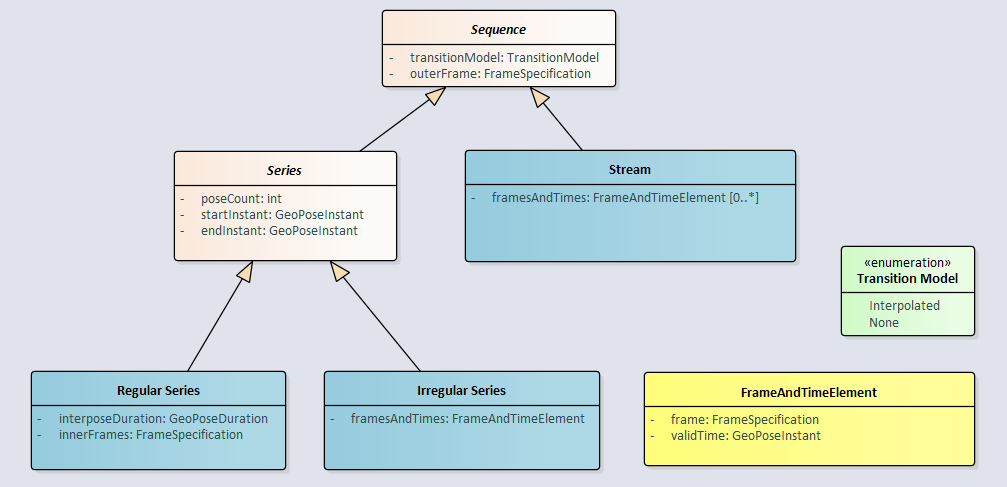 Sequence
- transitionModel: TransitionModel
- outerFrame: FrameSpecification
Series
- poseCount: int
- startInstant: GeoPoseInstant
- endInstant: GeoPoseInstant
Stream
- framesAndTimes: FrameAndTimeElement [0..*]
«enumeration»
Transition Model
Interpolated
None
Regular Series
- interposeDuration: GeoPoseDuration
- innerFrames: FrameSpecification
Irregular Series
- framesAndTimes: FrameAndTimeElement
FrameAndTimeElement
- frame: FrameSpecification
- validTime: GeoPoseInstant